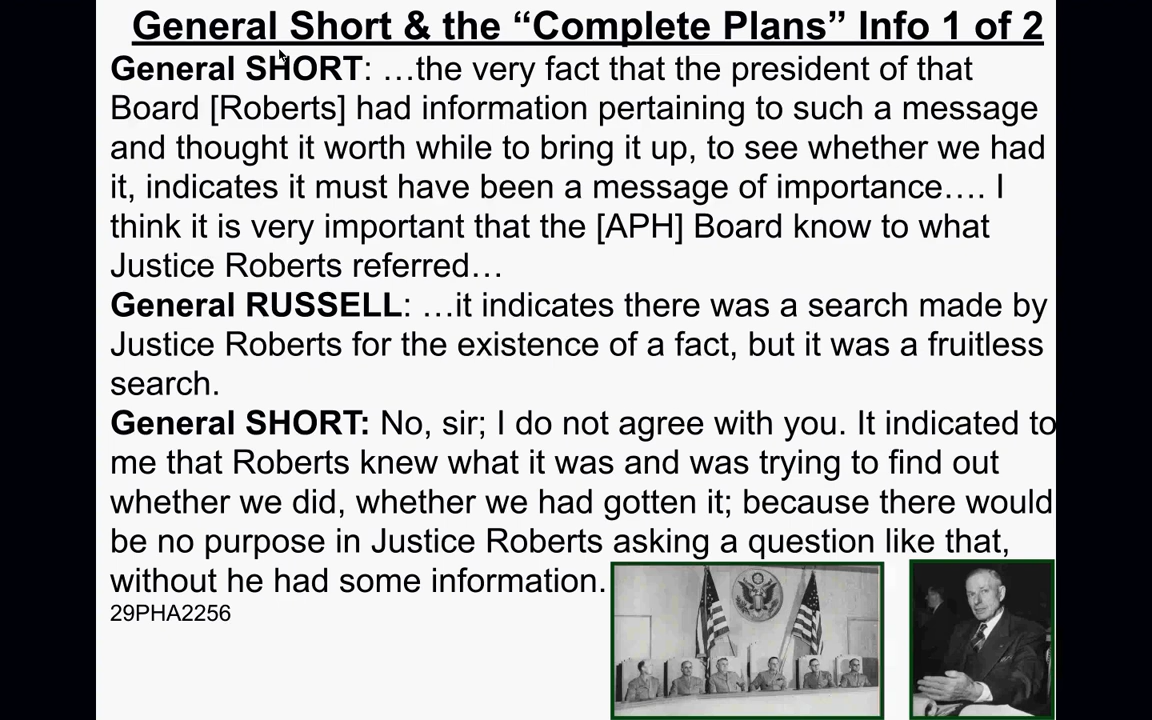 General Short & the “Complete Plans” Info 1 of 2
General SHORT: …the very fact that the president of that
Board [Roberts] had information pertaining to such a message
and thought it worth while to bring it up, to see whether we had
it, indicates it must have been a message of importance…. I
think it is very important that the [APH] Board know to what
Justice Roberts referred…
General RUSSELL: …it indicates there was a search made by
Justice Roberts for the existence of a fact, but it was a fruitless
search.
General SHORT: No, sir; I do not agree with you. It indicated to
me that Roberts knew what it was and was trying to find out
whether we did, whether we had gotten it; because there would
be no purpose in Justice Roberts asking a question like that,
without he had some information.
29PHA2256